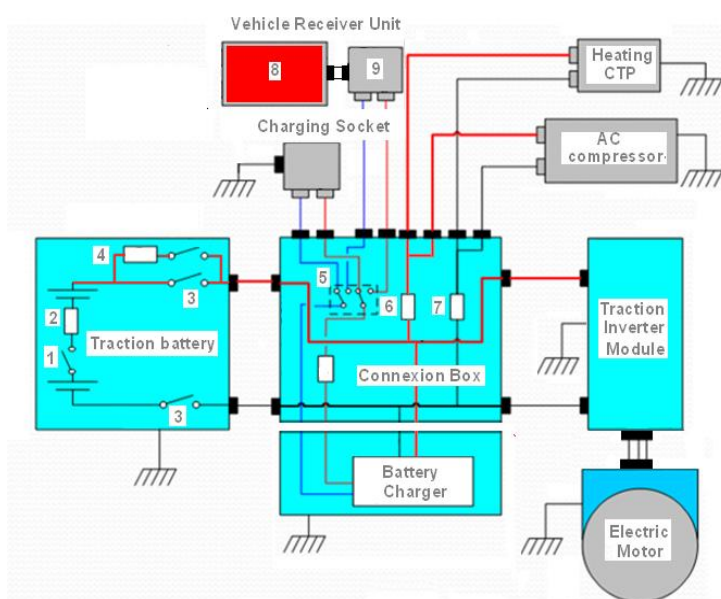 Vehicle Receiver Unit
8
9
Heating
CTP
Charging Socket
AC
compressor
4
3
5
2
6
7
Traction
Inverter
Module
1
Traction battery
Connexion Box
3
Battery
Charger
Electric
Motor